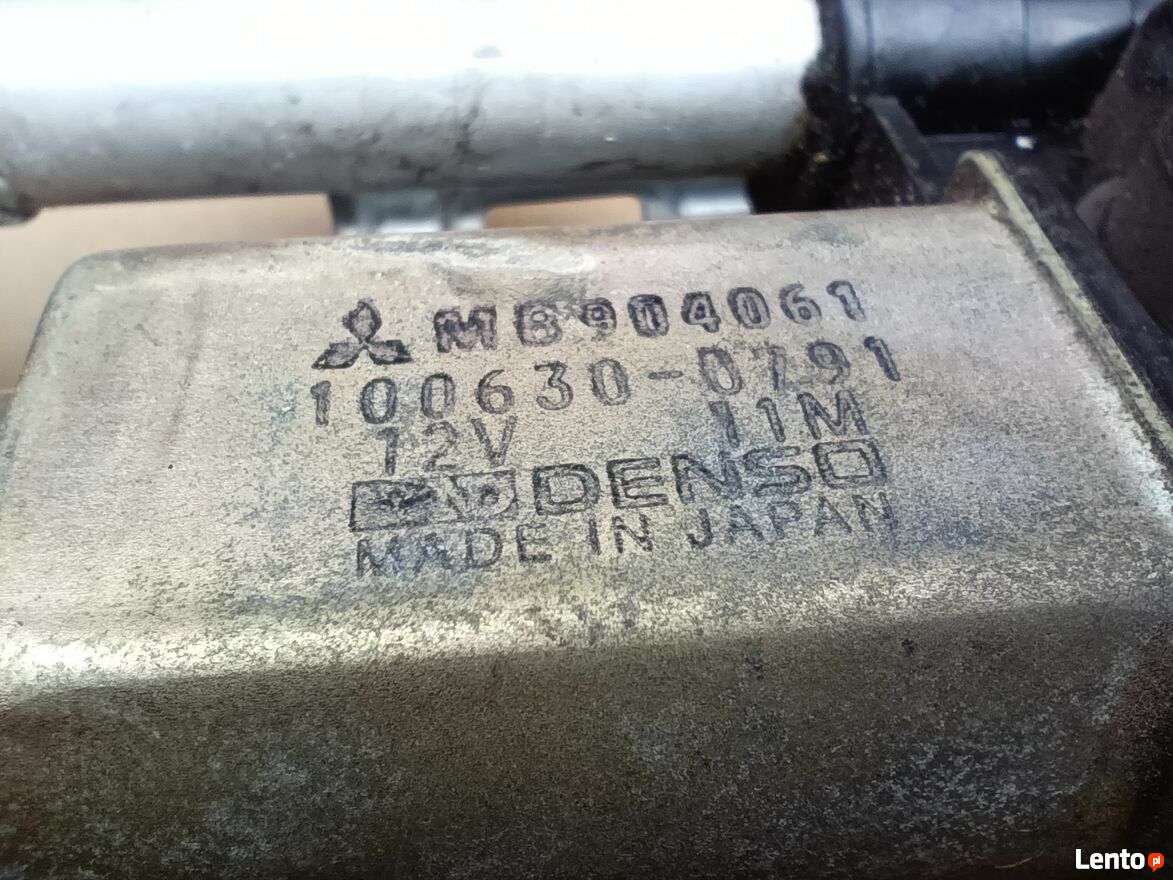 MB904061
100630-0791
12V 11M
DENSO
MADE IN JAPAN
Lento.pl